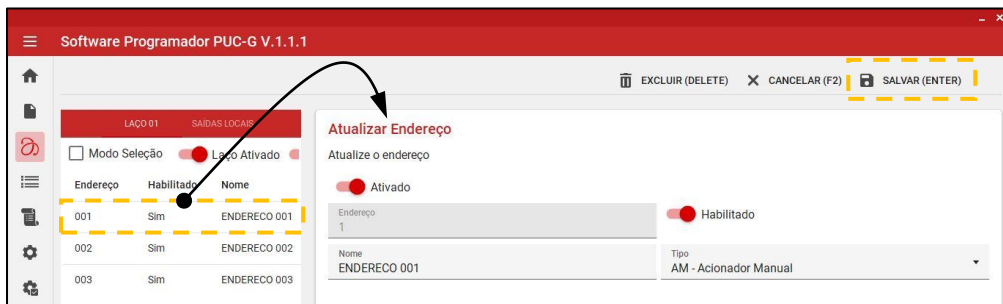 Software Programador PUC-G V.1.1.1
EXCLUIR (DELETE) CANCELAR (F2) SALVAR (ENTER)
LAÇO 01 SAÍDAS LOCAIS
Modo Seleção Laço Ativado
Endereço Habilitado Nome
001 Sim ENDERECO 001
002 Sim ENDERECO 002
003 Sim ENDERECO 003
Atualizar Endereço
Atualize o endereço
Ativado
Endereço
1
Habilitado
Nome
ENDERECO 001
Tipo
AM - Acionador Manual